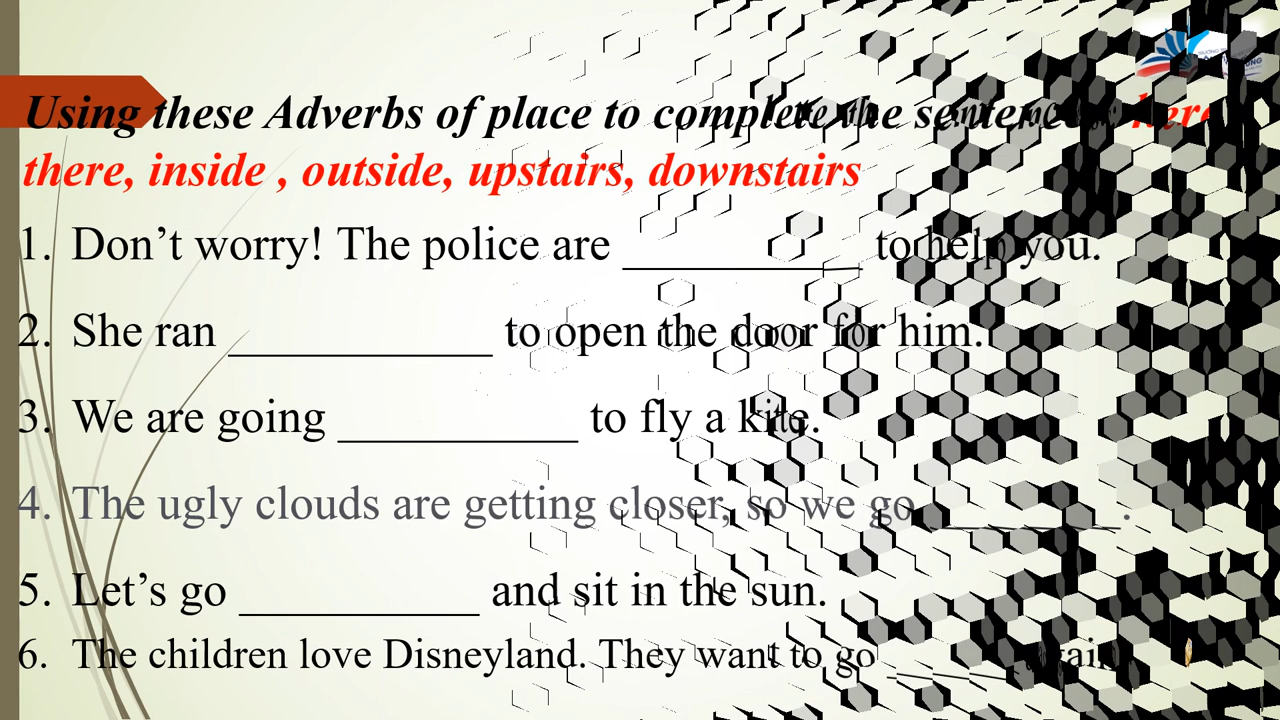 Using these Adverbs of place to complete the sentences: here,
there, inside , outside, upstairs, downstairs
1. Don’t worry! The police are __________ to help you.
2. She ran ___________ to open the door for him.
3. We are going __________ to fly a kite.
4. The ugly clouds are getting closer, so we go ________.
5. Let’s go __________ and sit in the sun.
6. The children love Disneyland. They want to go ______ again